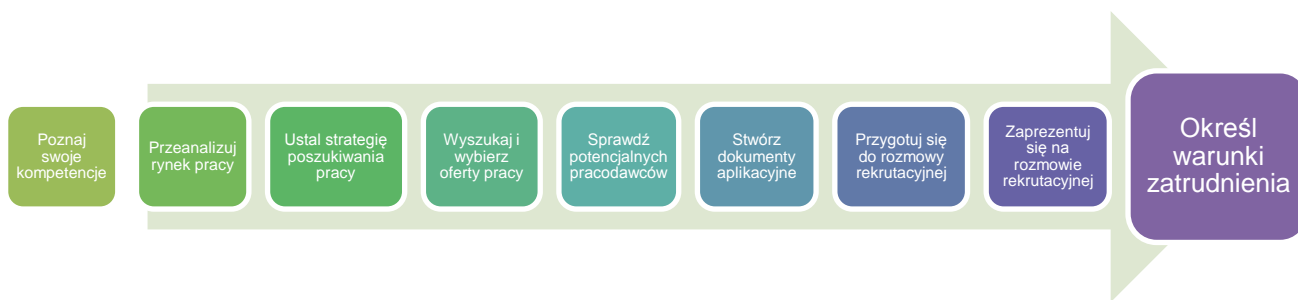 Poznaj
swoje
kompetencje
Przeanalizuj
rynek pracy
Ustal strategię
poszukiwania
pracy
Wyszukaj i
wybierz
oferty pracy
Sprawdź
potencjalnych
pracodawców
Stwórz
dokumenty
aplikacyjne
Przygotuj się
do rozmowy
rekrutacyjnej
Zaprezentuj
się na
rozmowie
rekrutacyjnej
Określ
warunki
zatrudnienia